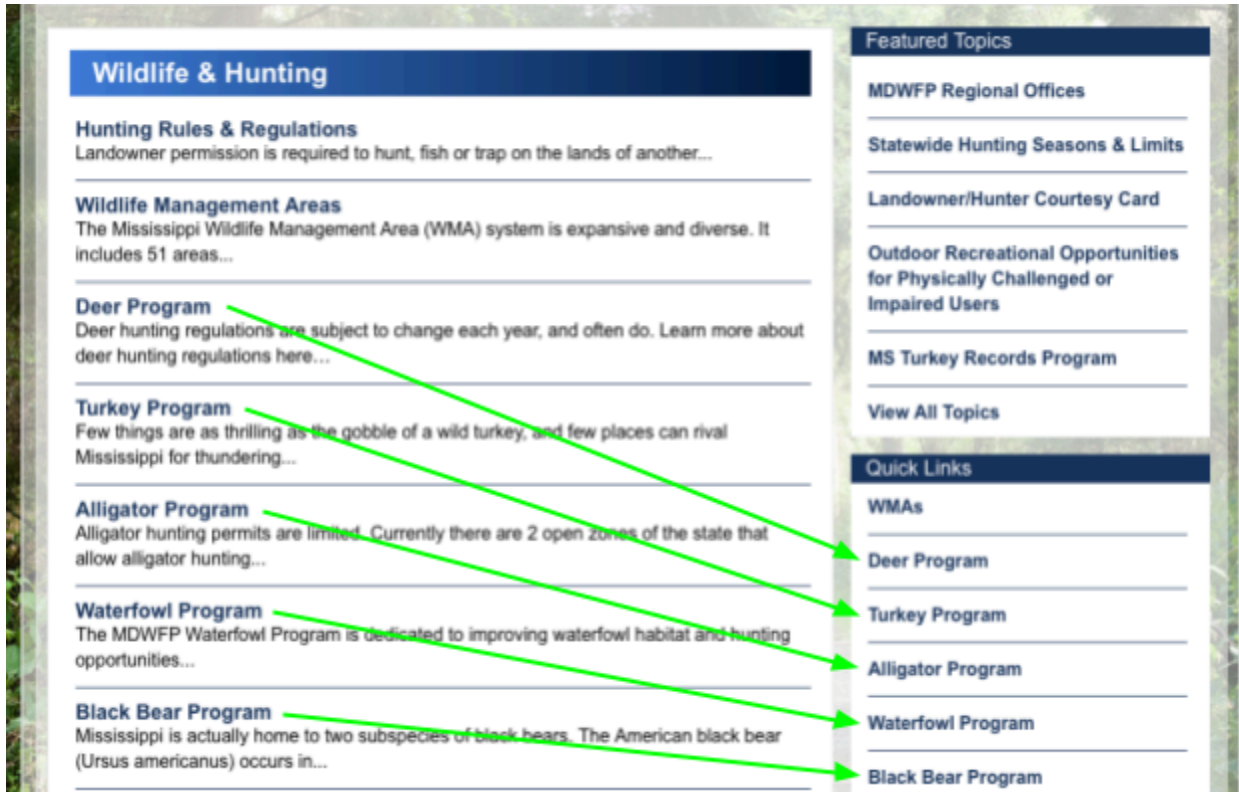 Wildlife & Hunting
Hunting Rules & Regulations
Landowner permission is required to hunt, fish or trap on the lands of another...
Wildlife Management Areas
The Mississippi Wildlife Management Area (WMA) system is expansive and diverse. It
includes 51 areas...
Deer Program
Deer hunting regulations are subject to change each year, and often do. Learn more about
deer hunting regulations here...
Turkey Program
Few things are as thrilling as the gobble of a wild turkey, and few places can rival
Mississippi for thundering...
Alligator Program
Alligator hunting permits are limited. Currently there are 2 open zones of the state that
allow alligator hunting...
Waterfowl Program
The MDWFP Waterfowl Program is dedicated to improving waterfowl habitat and hunting
opportunities...
Black Bear Program
Mississippi is actually home to two subspecies of black bears. The American black bear
(Ursus americanus) occurs in...
Featured Topics
MDWFP Regional Offices
Statewide Hunting Seasons & Limits
Landowner/Hunter Courtesy Card
Outdoor Recreational Opportunities
for Physically Challenged or
Impaired Users
MS Turkey Records Program
View All Topics
Quick Links
WMAs
Deer Program
Turkey Program
Alligator Program
Waterfowl Program
Black Bear Program